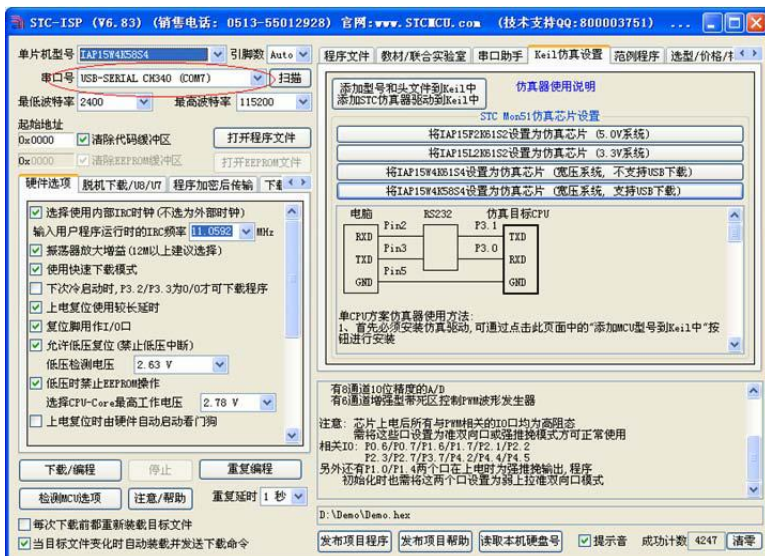 STC-ISP (V6.83) (销售电话: 0513-55012928) 官网:www.STCMCU.com (技术支持QQ:800003751) ...
单片机型号 IAP15W4K58S4 引脚数 Auto
串口号 USB-SERIAL CH340 (COM7) 扫描
最低波特率 2400 最高波特率 115200
起始地址
0x0000 清除代码缓冲区 打开程序文件
0x0000 清除EEPROM缓冲区 打开EEPROM文件
硬件选项 脱机下载/U8/U7 程序加密后传输
选择使用内部IRC时钟(不选为外部时钟)
输入用户程序运行时的IRC频率 11.0592 MHz
振荡器放大增益(12M以上建议选择)
使用快速下载模式
下次冷启动时,P3.2/P3.3为0/0才可下载程序
上电复位使用较长延时
复位脚用作I/O口
允许低压复位(禁止低压中断)
低压检测电压 2.63 V
低压时禁止EEPROM操作
选择CPU-Core最高工作电压 2.78 V
上电复位时由硬件自动启动看门狗
下载/编程 停止 重复编程
检测MCU选项 注意/帮助 重复延时 1 秒
每次下载前都重新装载目标文件
当目标文件变化时自动装载并发送下载命令
程序文件 教材/联合实验室 串口助手 Keil仿真设置 范例程序 选型/价格/
添加型号和头文件到Keil中
添加STC仿真器驱动到Keil中
仿真器使用说明
STC Mon51仿真芯片设置
将IAP15F2K61S2设置为仿真芯片 (5.0V系统)
将IAP15L2K61S2设置为仿真芯片 (3.3V系统)
将IAP15W4K61S4设置为仿真芯片 (宽压系统, 不支持USB下载)
将IAP15W4K58S4设置为仿真芯片 (宽压系统, 支持USB下载)
电脑 RS232 仿真目标CPU
Pin2 P3.1
RXD TXD
Pin3 P3.0
TXD RXD
Pin5
GND GND
单CPU方案仿真器使用方法:
1、首先必须安装仿真驱动,可通过点击此页面中的“添加MCU型号到Keil中”按
钮进行安装
有8通道10位精度的A/D
有6通道增强型带死区控制PWM波形发生器
注意: 芯片上电后所有与PWM相关的IO口均为高阻态
需将这些口设置为准双向口或强推挽模式方可正常使用
相关IO: P0.6/P0.7/P1.6/P1.7/P2.1/P2.2
P2.3/P2.7/P3.7/P4.2/P4.4/P4.5
另外还有P1.0/P1.4两个口在上电时为强推挽输出,程序
初始化时也需将这两个口设置为弱上拉准双向口模式
D:\Demo\Demo.hex
发布项目程序 发布项目帮助 读取本机硬盘号 提示音 成功计数 4247 清零